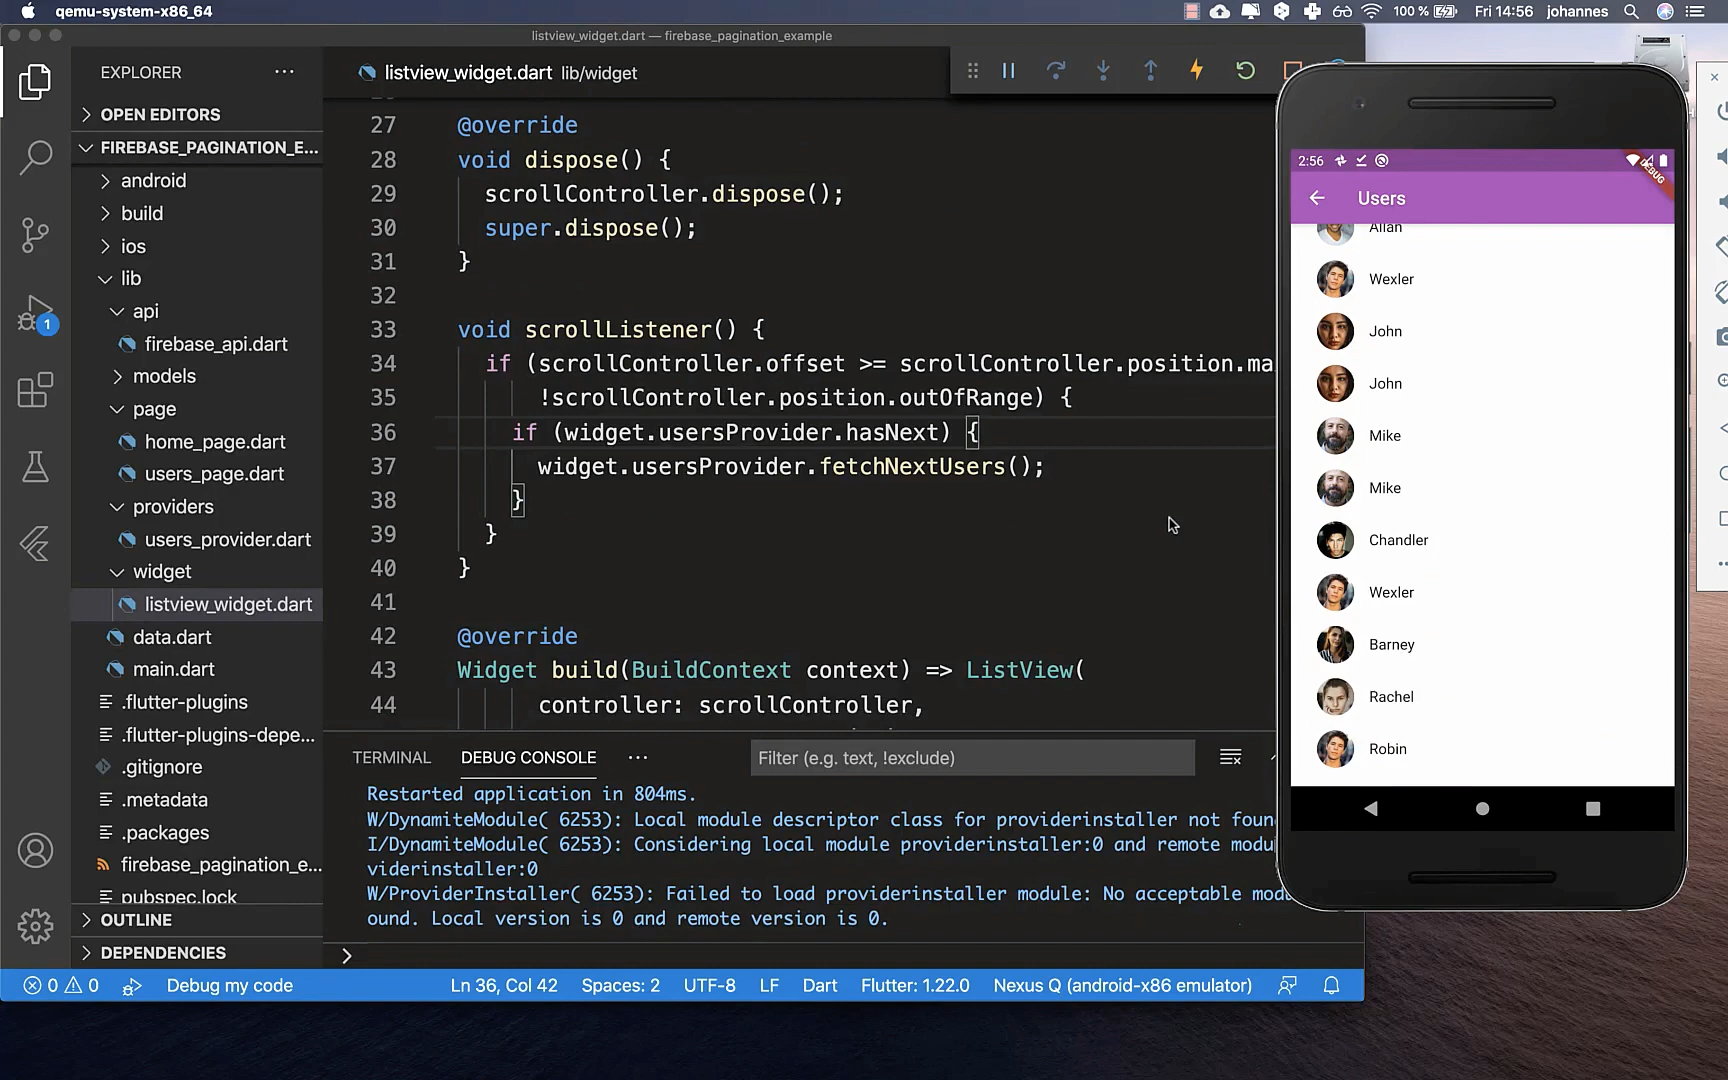 qemu-system-x86_64
100 %
Fri 14:56
johannes
listview_widget.dart — firebase_pagination_example
EXPLORER
listview_widget.dart lib/widget
OPEN EDITORS
FIREBASE_PAGINATION_E...
android
build
ios
lib
api
firebase_api.dart
models
page
home_page.dart
users_page.dart
providers
users_provider.dart
widget
listview_widget.dart
data.dart
main.dart
.flutter-plugins
.flutter-plugins-depe...
.gitignore
.metadata
.packages
firebase_pagination_e...
pubspec.lock
OUTLINE
DEPENDENCIES
1
27 @override
28 void dispose() {
29 scrollController.dispose();
30 super.dispose();
31 }
32
33 void scrollListener() {
34 if (scrollController.offset >= scrollController.position.ma
35 !scrollController.position.outOfRange) {
36 if (widget.usersProvider.hasNext) {
37 widget.usersProvider.fetchNextUsers();
38 }
39 }
40 }
41
42 @override
43 Widget build(BuildContext context) => ListView(
44 controller: scrollController,
TERMINAL
DEBUG CONSOLE
Filter (e.g. text, !exclude)
Restarted application in 804ms.
W/DynamiteModule( 6253): Local module descriptor class for providerinstaller not foun
I/DynamiteModule( 6253): Considering local module providerinstaller:0 and remote modu
viderinstaller:0
W/ProviderInstaller( 6253): Failed to load providerinstaller module: No acceptable mod
ound. Local version is 0 and remote version is 0.
0
0
Debug my code
Ln 36, Col 42
Spaces: 2
UTF-8
LF
Dart
Flutter: 1.22.0
Nexus Q (android-x86 emulator)
2:56
DEBUG
Users
Allan
Wexler
John
John
Mike
Mike
Chandler
Wexler
Barney
Rachel
Robin